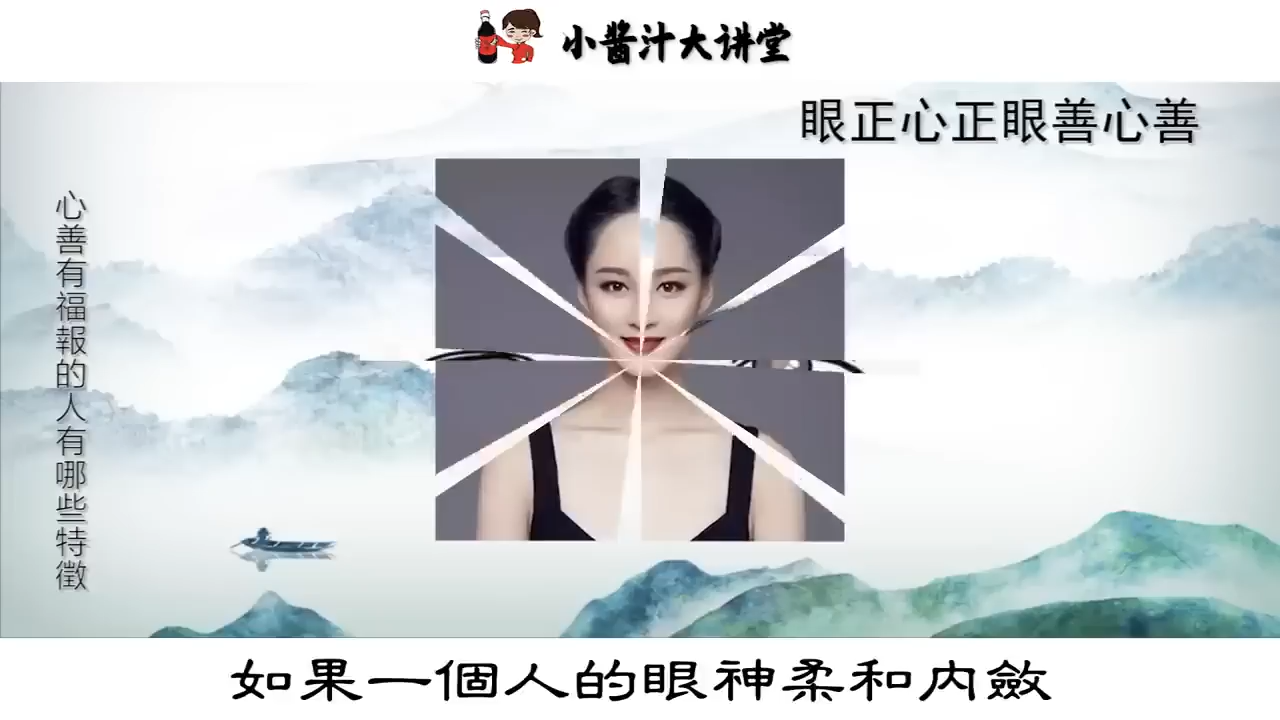 小酱汁大讲堂
眼正心正眼善心善
心善有福報的人有哪些特徵
如果一個人的眼神柔和内斂